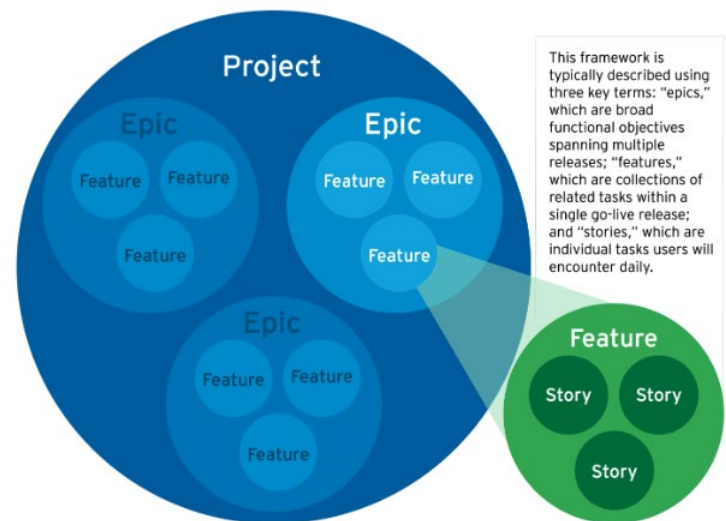 Project
Epic
Feature
Feature
Feature
Epic
Feature
Feature
Feature
Epic
Feature
Feature
Feature
This framework is
typically described using
three key terms: “epics,”
which are broad
functional objectives
spanning multiple
releases; “features,”
which are collections of
related tasks within a
single go-live release;
and “stories,” which are
individual tasks users will
encounter daily.
Feature
Story
Story
Story